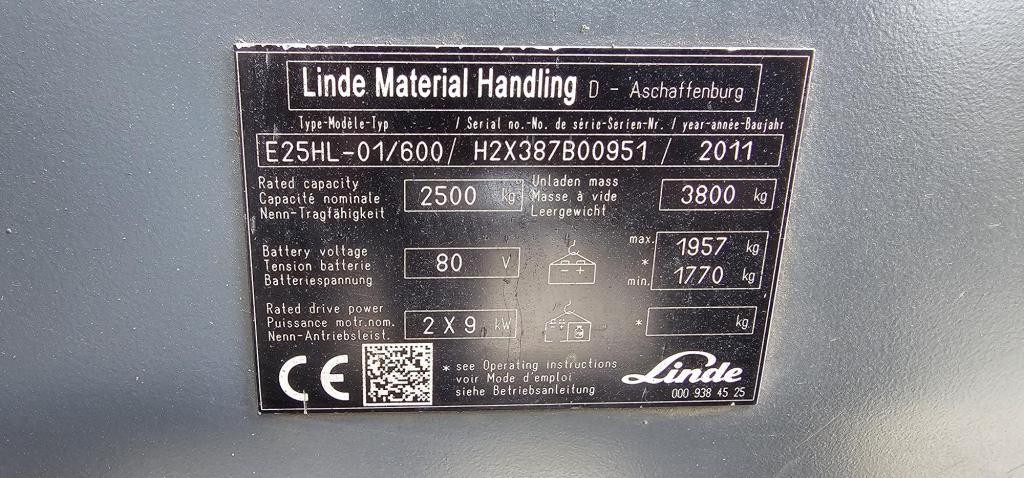 Linde Material Handling D - Aschaffenburg
Type-Modèle-Typ / Serial no.-No. de série-Serien-Nr. / year-année-Baujahr
E25HL-01/600/ H2X387B00951 / 2011
Rated capacity
Capacité nominale
Nenn-Tragfähigkeit
2500 kg
Unladen mass
Masse à vide
Leergewicht
3800 kg
Battery voltage
Tension batterie
Batteriespannung
80 V
max. 1957 kg
*
min. 1770 kg
Rated drive power
Puissance motr.nom.
Nenn-Antriebsleist.
2 X 9 kW
* kg
CE
* see Operating instructions
voir Mode d'emploi
siehe Betriebsanleitung
Linde
000 938 45 25